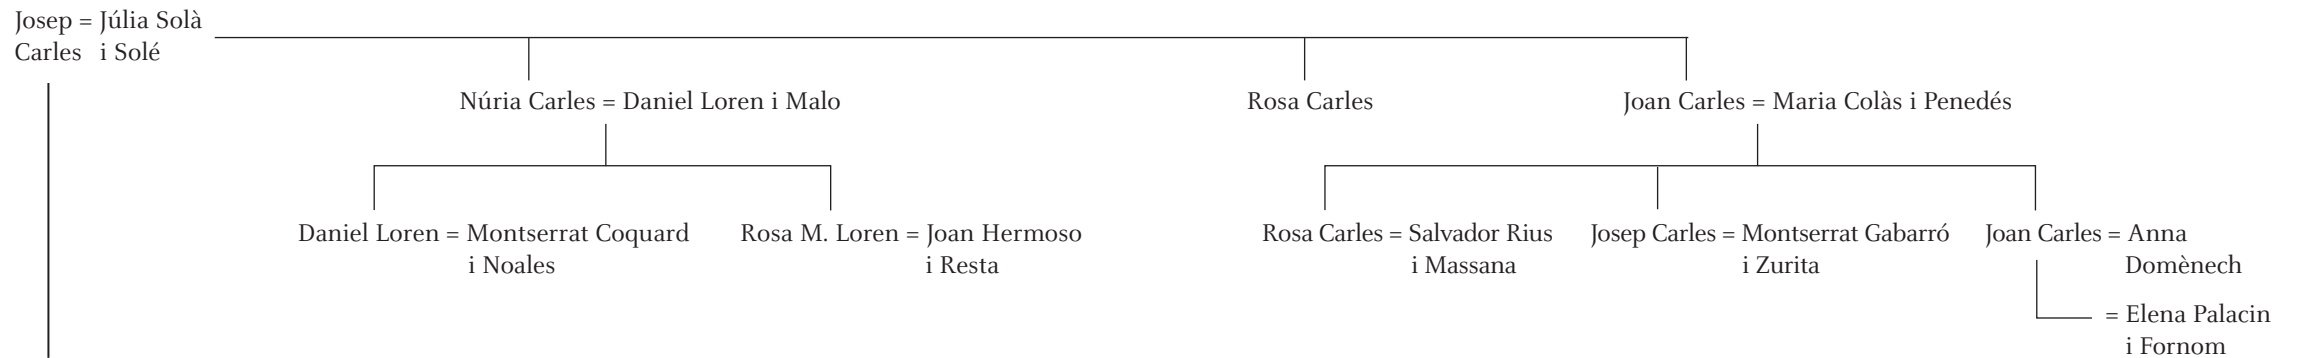 Josep = Júlia Solà
Carles i Solé
Núria Carles = Daniel Loren i Malo
Rosa Carles
Joan Carles = Maria Colàs i Penedés
Daniel Loren = Montserrat Coquard
i Noales
Rosa M. Loren = Joan Hermoso
i Resta
Rosa Carles = Salvador Rius
i Massana
Josep Carles = Montserrat Gabarró
i Zurita
Joan Carles = Anna
Domènech
= Elena Palacin
i Fornom